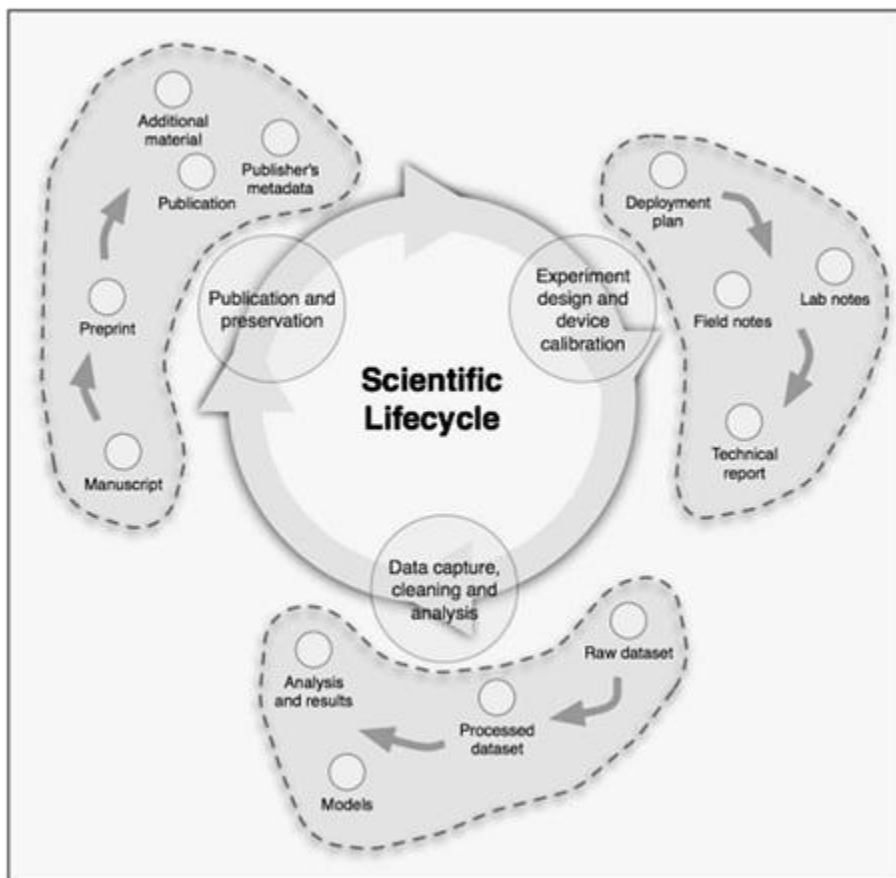 Additional
material
Publisher's
metadata
Publication
Preprint
Manuscript
Publication and
preservation
Scientific
Lifecycle
Experiment
design and
device
calibration
Deployment
plan
Field notes
Lab notes
Technical
report
Data capture,
cleaning and
analysis
Raw dataset
Processed
dataset
Analysis
and results
Models